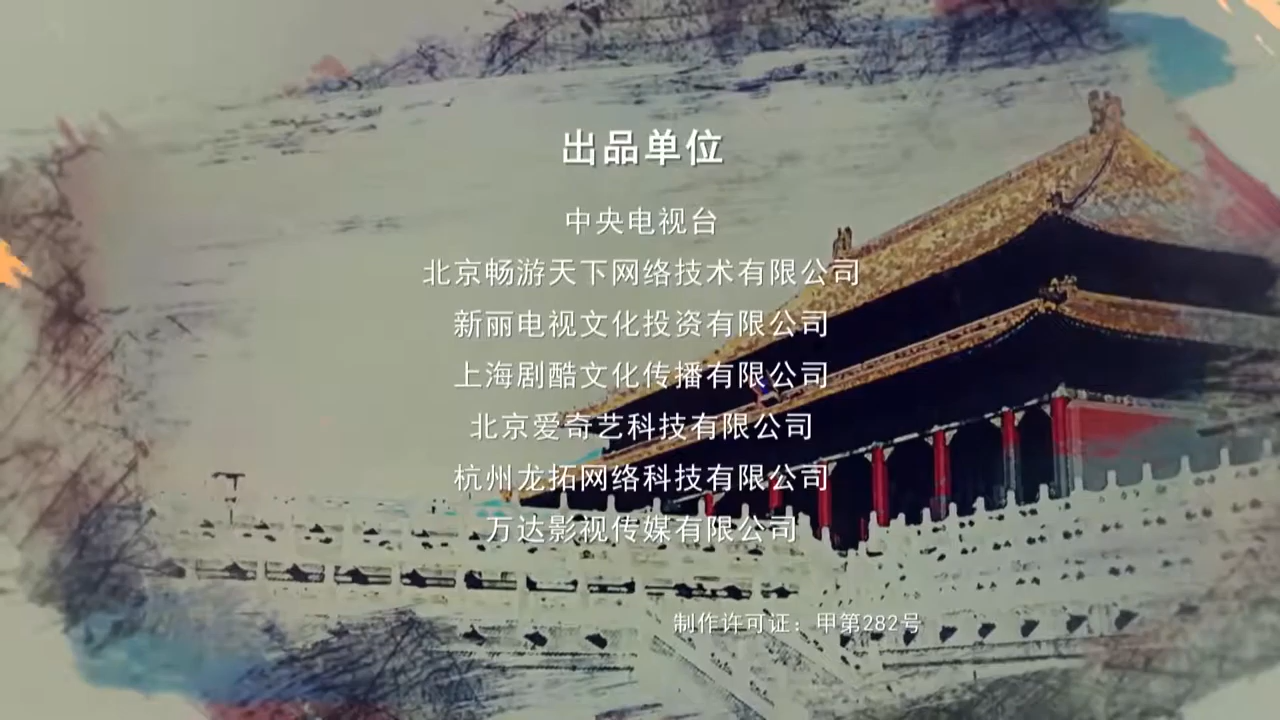 出品单位
中央电视台
北京畅游天下网络技术有限公司
新丽电视文化投资有限公司
上海剧酷文化传播有限公司
北京爱奇艺科技有限公司
杭州龙拓网络科技有限公司
万达影视传媒有限公司
制作许可证：甲第282号